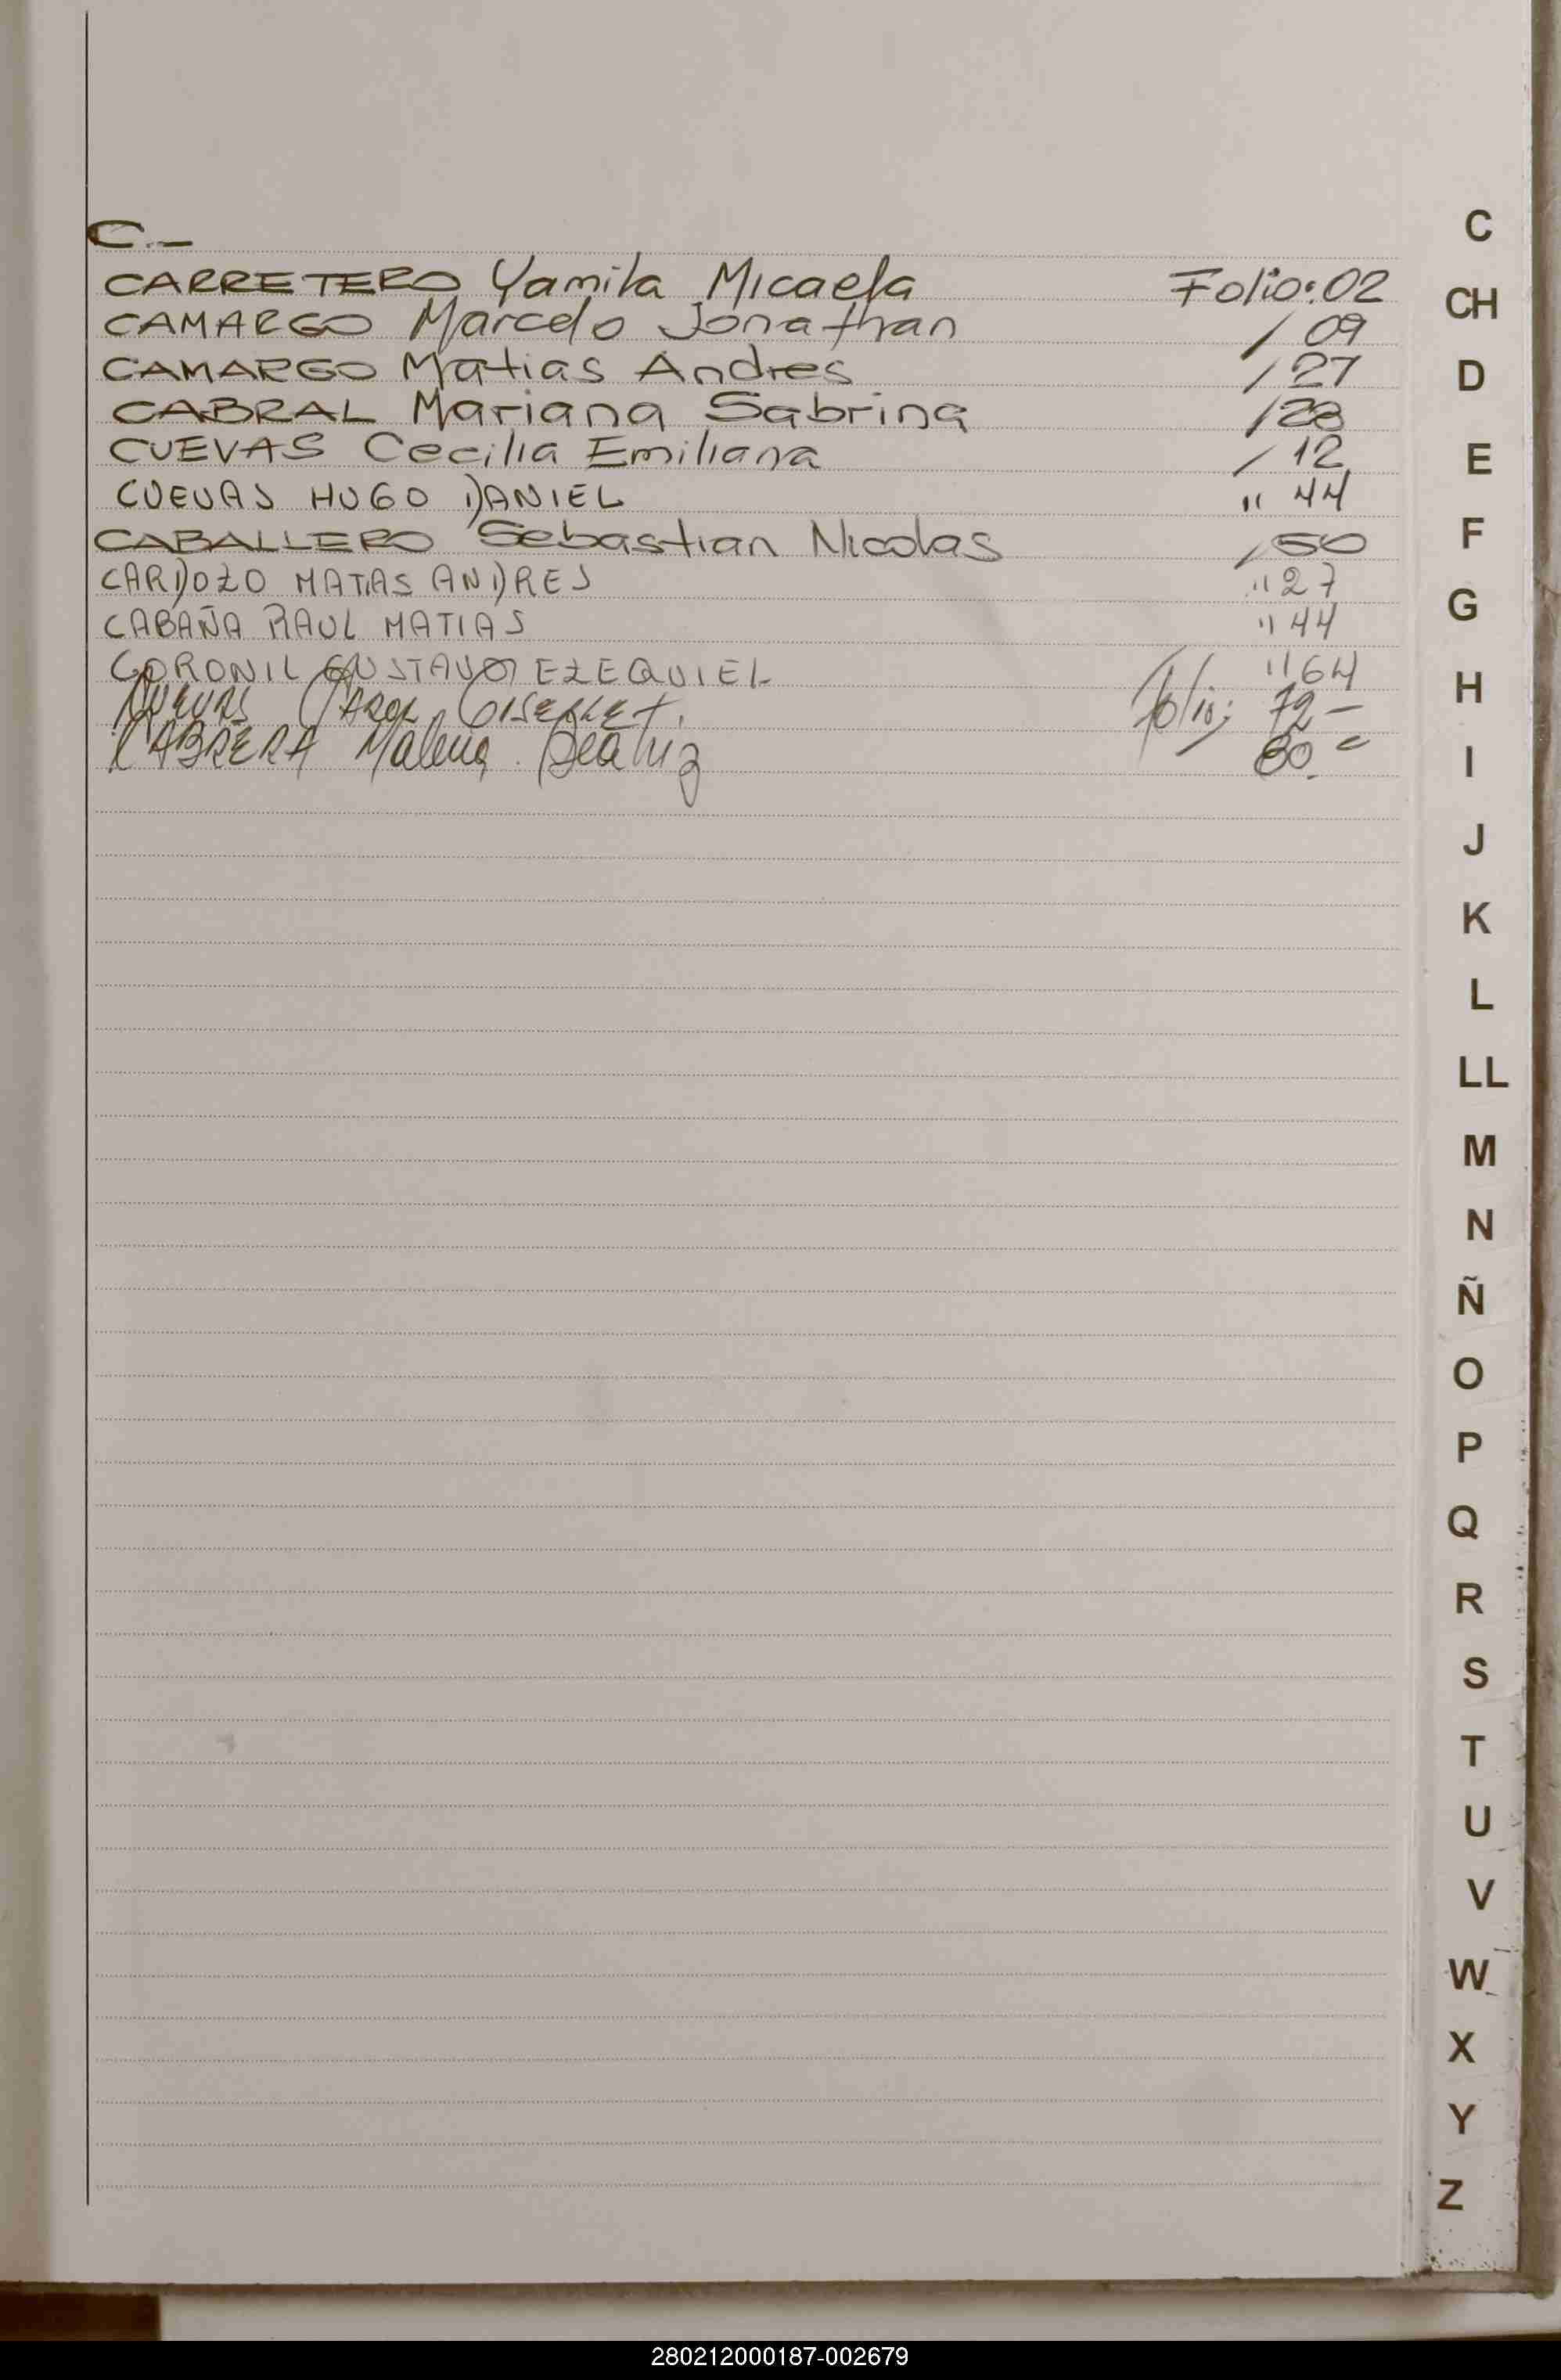 C.-
CARRETERO Yamila Micaela Folio: 02
CAMARGO Marcelo Jonathan / 09
CAMARGO Matias Andres / 27
CABRAL Mariana Sabrina / 28
CUEVAS Cecilia Emiliana / 12
CUEVAS HUGO DANIEL " 44
CABALLERO Sebastian Nicolas / 50
CARDOZO MATIAS ANDRES " 27
CABAÑA RAUL MATIAS " 44
CORONIL GUSTAVO EZEQUIEL " 64
CUEVAS CAROL folio; 72 -
CABRERA Malena Beatriz 80.-
C
CH
D
E
F
G
H
I
J
K
L
LL
M
N
Ñ
O
P
Q
R
S
T
U
V
W
X
Y
Z
280212000187-002679